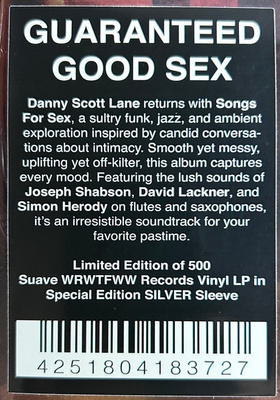 GUARANTEED
GOOD SEX
Danny Scott Lane returns with Songs
For Sex, a sultry funk, jazz, and ambient
exploration inspired by candid conversa-
tions about intimacy. Smooth yet messy,
uplifting yet off-kilter, this album captures
every mood. Featuring the lush sounds of
Joseph Shabson, David Lackner, and
Simon Herody on flutes and saxophones,
it's an irresistible soundtrack for your
favorite pastime.
Limited Edition of 500
Suave WRWTFWW Records Vinyl LP in
Special Edition SILVER Sleeve
4251804183727